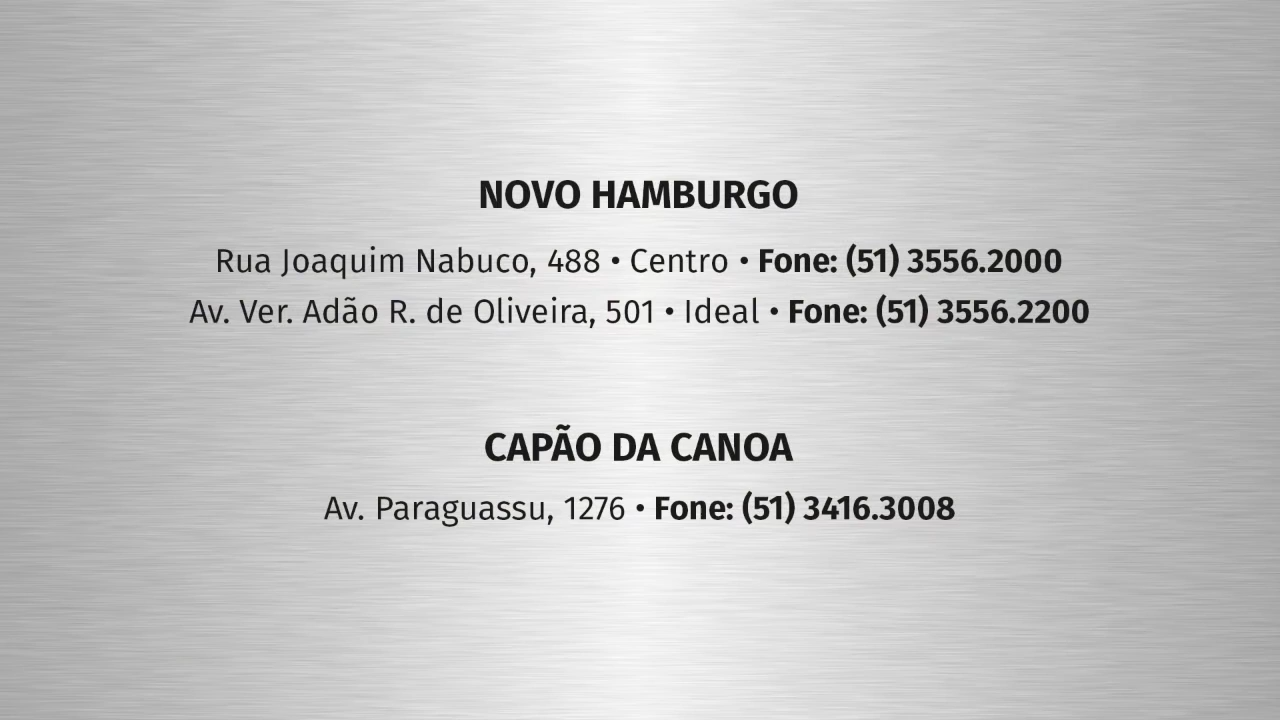 NOVO HAMBURGO
Rua Joaquim Nabuco, 488 • Centro • Fone: (51) 3556.2000
Av. Ver. Adão R. de Oliveira, 501 • Ideal • Fone: (51) 3556.2200
CAPÃO DA CANOA
Av. Paraguassu, 1276 • Fone: (51) 3416.3008